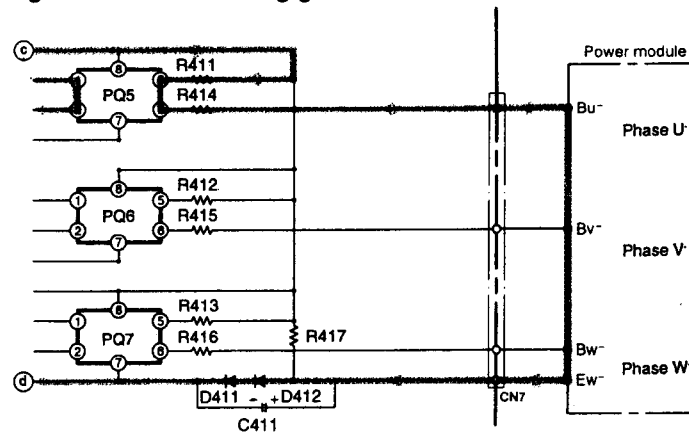 c
Power module
8
R411
PQ5
R414
Bu-
7
Phase U-
8
R412
1
5
PQ6
R415
2
6
Bv-
7
Phase V-
8
R413
1
5
PQ7
R417
R416
2
6
Bw-
7
Phase W-
d
Ew-
D411 - + D412
CN7
C411